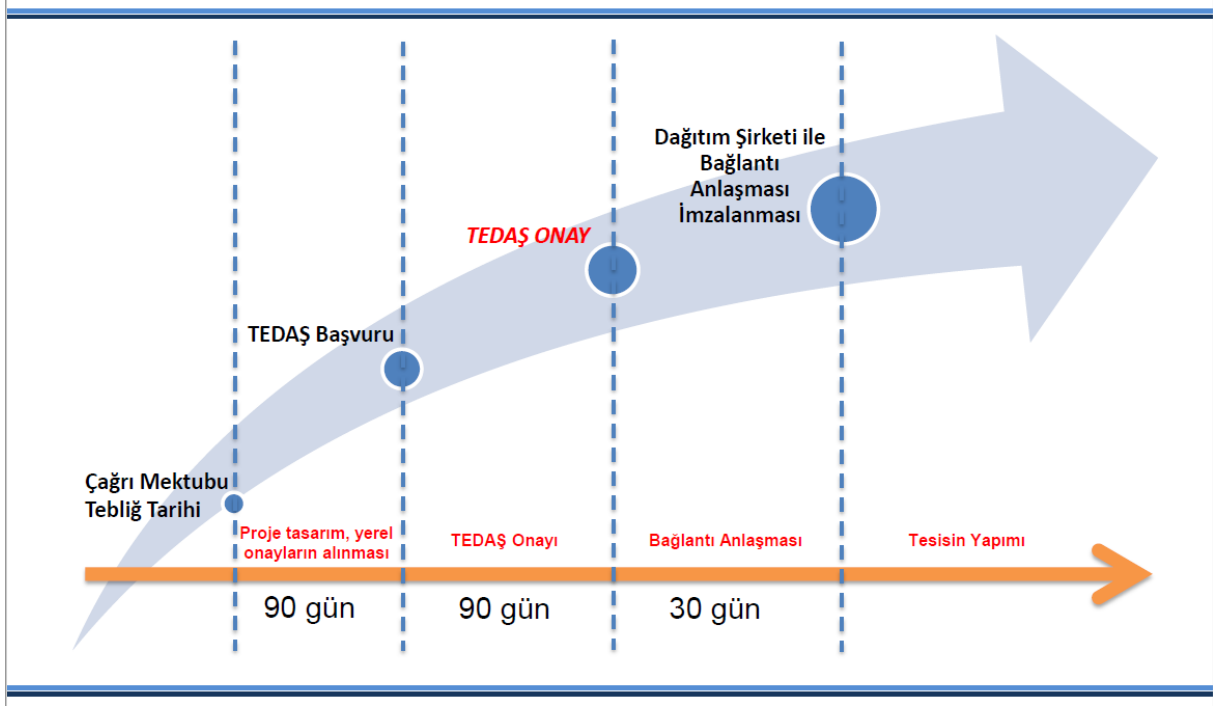 Dağıtım Şirketi ile
Bağlantı
Anlaşması
İmzalanması
TEDAŞ ONAY
TEDAŞ Başvuru
Çağrı Mektubu
Tebliğ Tarihi
Proje tasarım, yerel
onayların alınması
TEDAŞ Onayı
Bağlantı Anlaşması
Tesisin Yapımı
90 gün
90 gün
30 gün